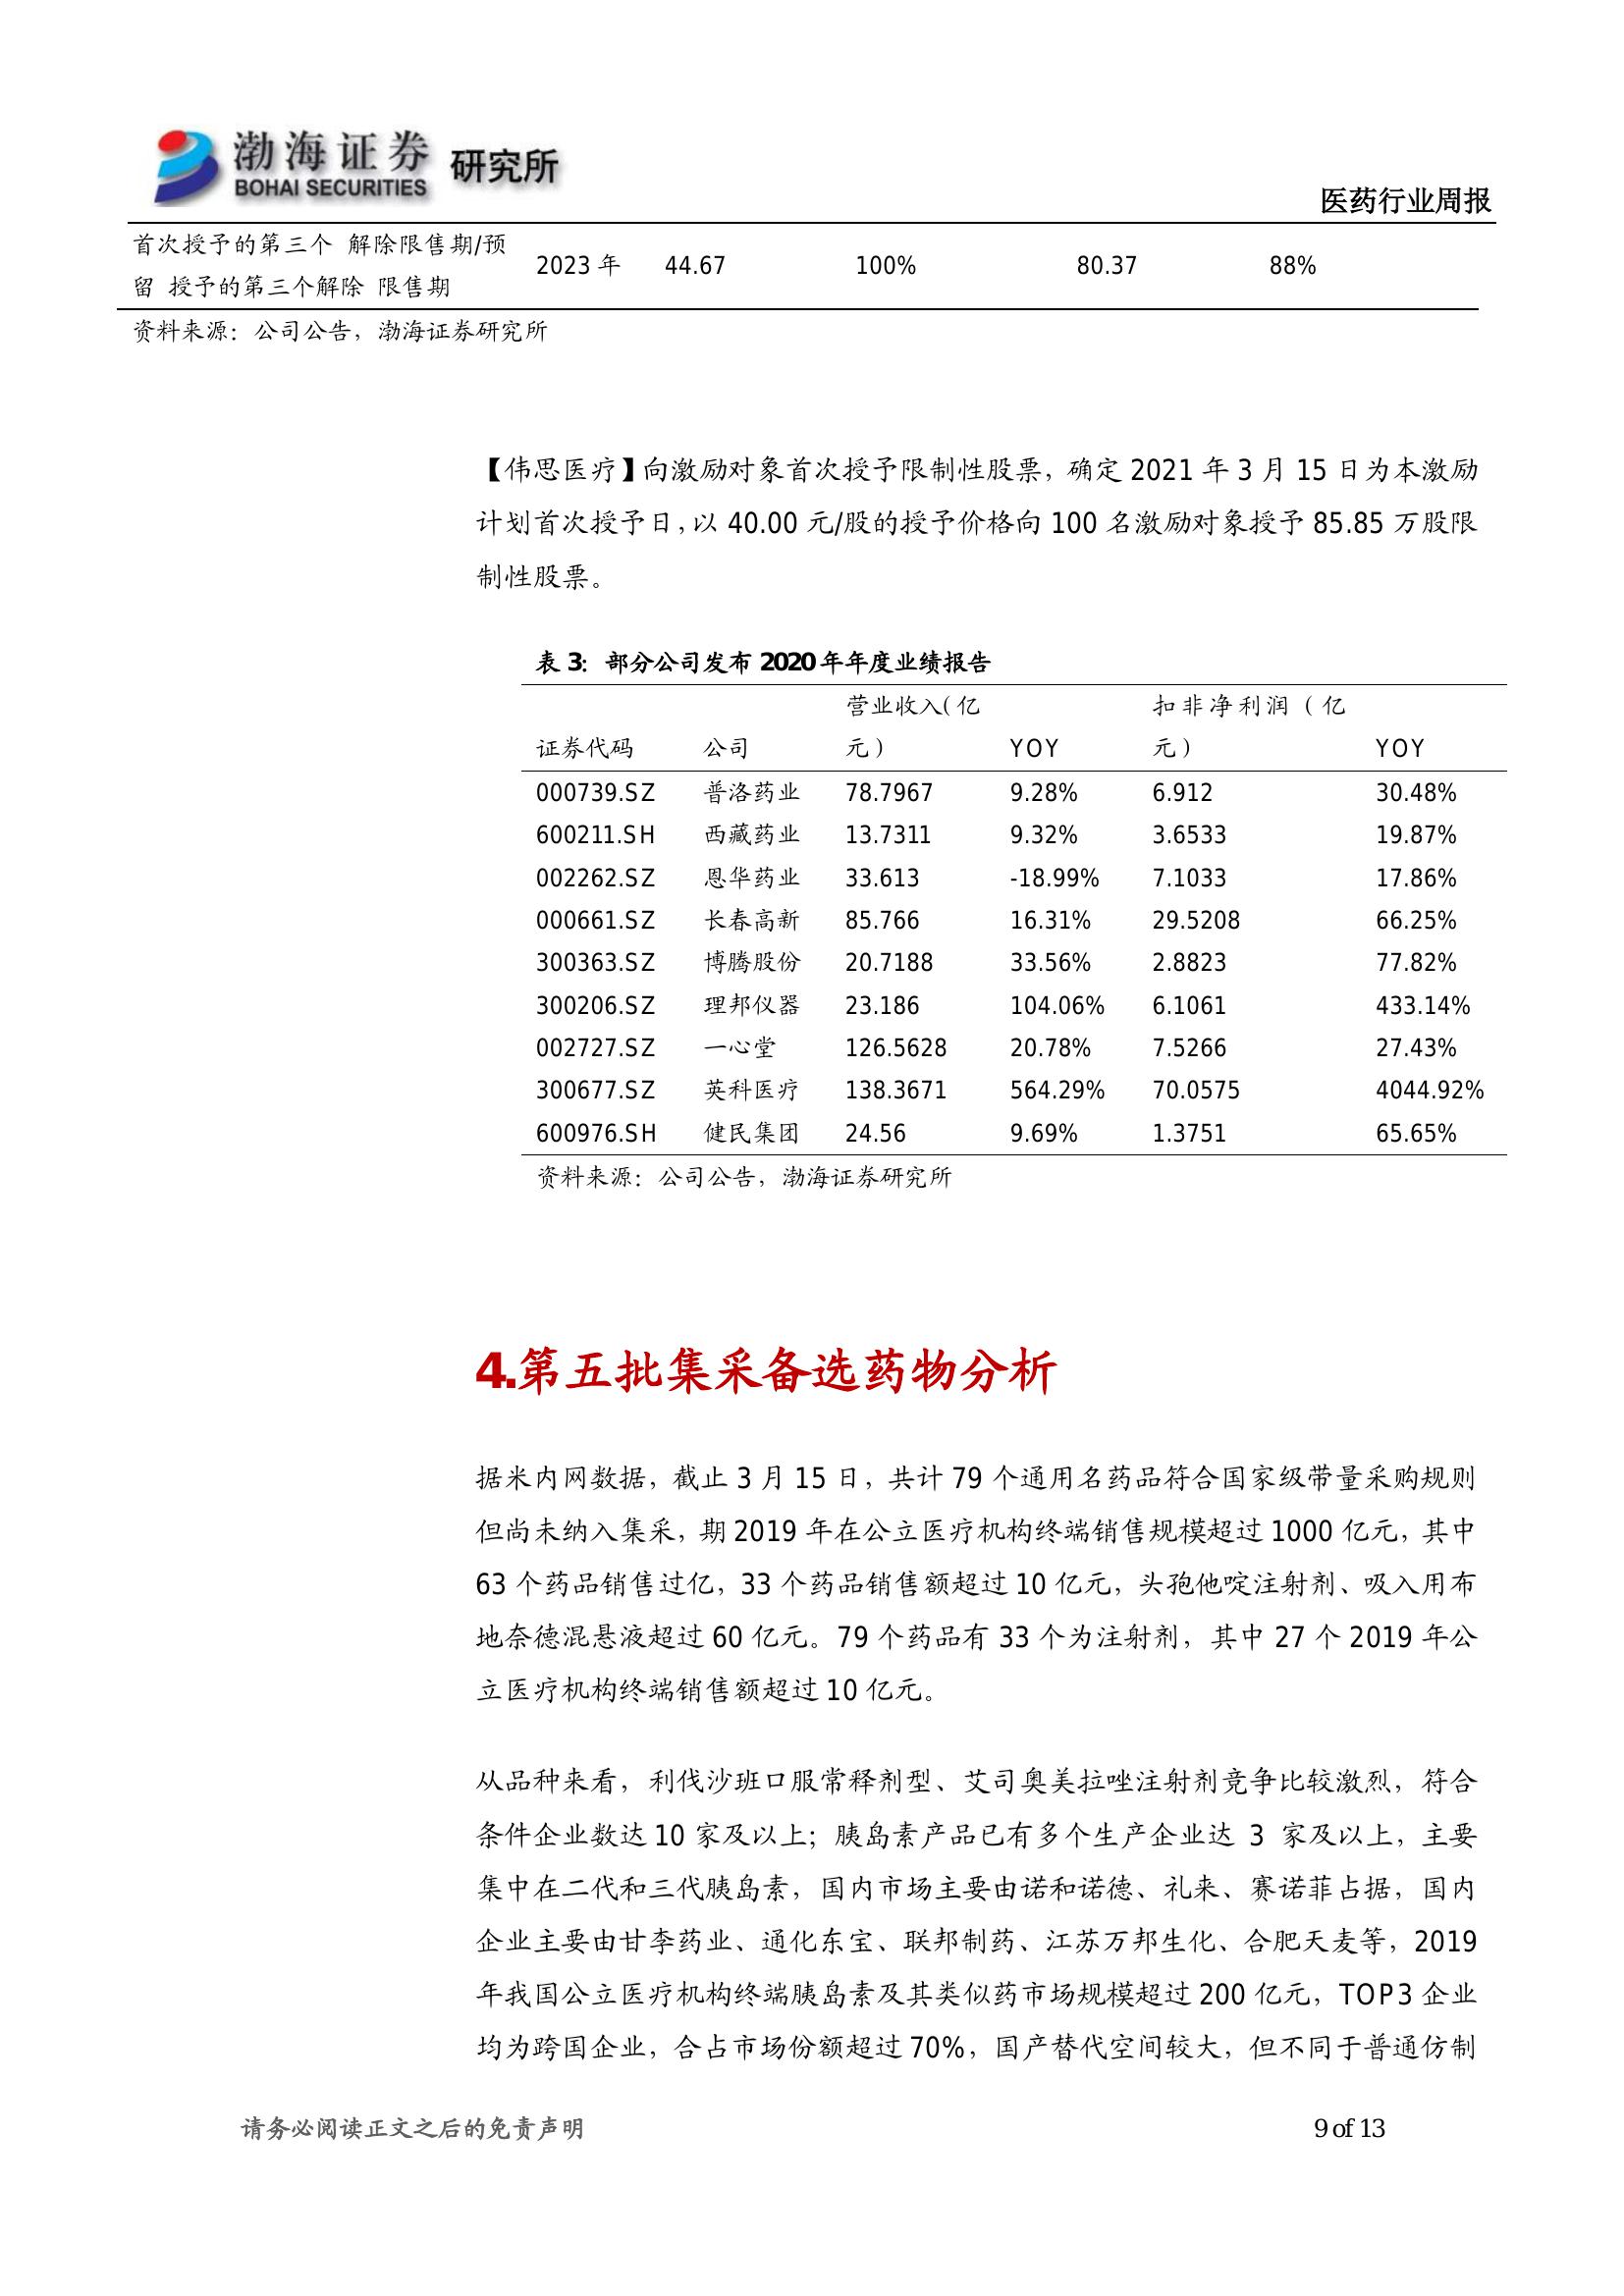 渤海证券 研究所
BOHAI SECURITIES
医药行业周报
首次授予的第三个 解除限售期/预
留 授予的第三个解除 限售期
2023 年 44.67 100% 80.37 88%
资料来源：公司公告，渤海证券研究所
【伟思医疗】向激励对象首次授予限制性股票，确定 2021 年 3 月 15 日为本激励
计划首次授予日，以 40.00 元/股的授予价格向 100 名激励对象授予 85.85 万股限
制性股票。
表 3：部分公司发布 2020 年年度业绩报告
营业收入(亿 扣非净利润（亿
证券代码 公司 元） YOY 元） YOY
000739.SZ 普洛药业 78.7967 9.28% 6.912 30.48%
600211.SH 西藏药业 13.7311 9.32% 3.6533 19.87%
002262.SZ 恩华药业 33.613 -18.99% 7.1033 17.86%
000661.SZ 长春高新 85.766 16.31% 29.5208 66.25%
300363.SZ 博腾股份 20.7188 33.56% 2.8823 77.82%
300206.SZ 理邦仪器 23.186 104.06% 6.1061 433.14%
002727.SZ 一心堂 126.5628 20.78% 7.5266 27.43%
300677.SZ 英科医疗 138.3671 564.29% 70.0575 4044.92%
600976.SH 健民集团 24.56 9.69% 1.3751 65.65%
资料来源：公司公告，渤海证券研究所
4.第五批集采备选药物分析
据米内网数据，截止 3 月 15 日，共计 79 个通用名药品符合国家级带量采购规则
但尚未纳入集采，期 2019 年在公立医疗机构终端销售规模超过 1000 亿元，其中
63 个药品销售过亿，33 个药品销售额超过 10 亿元，头孢他啶注射剂、吸入用布
地奈德混悬液超过 60 亿元。79 个药品有 33 个为注射剂，其中 27 个 2019 年公
立医疗机构终端销售额超过 10 亿元。
从品种来看，利伐沙班口服常释剂型、艾司奥美拉唑注射剂竞争比较激烈，符合
条件企业数达 10 家及以上；胰岛素产品已有多个生产企业达 3 家及以上，主要
集中在二代和三代胰岛素，国内市场主要由诺和诺德、礼来、赛诺菲占据，国内
企业主要由甘李药业、通化东宝、联邦制药、江苏万邦生化、合肥天麦等，2019
年我国公立医疗机构终端胰岛素及其类似药市场规模超过 200 亿元，TOP3 企业
均为跨国企业，合占市场份额超过 70%，国产替代空间较大，但不同于普通仿制
请务必阅读正文之后的免责声明 9 of 13